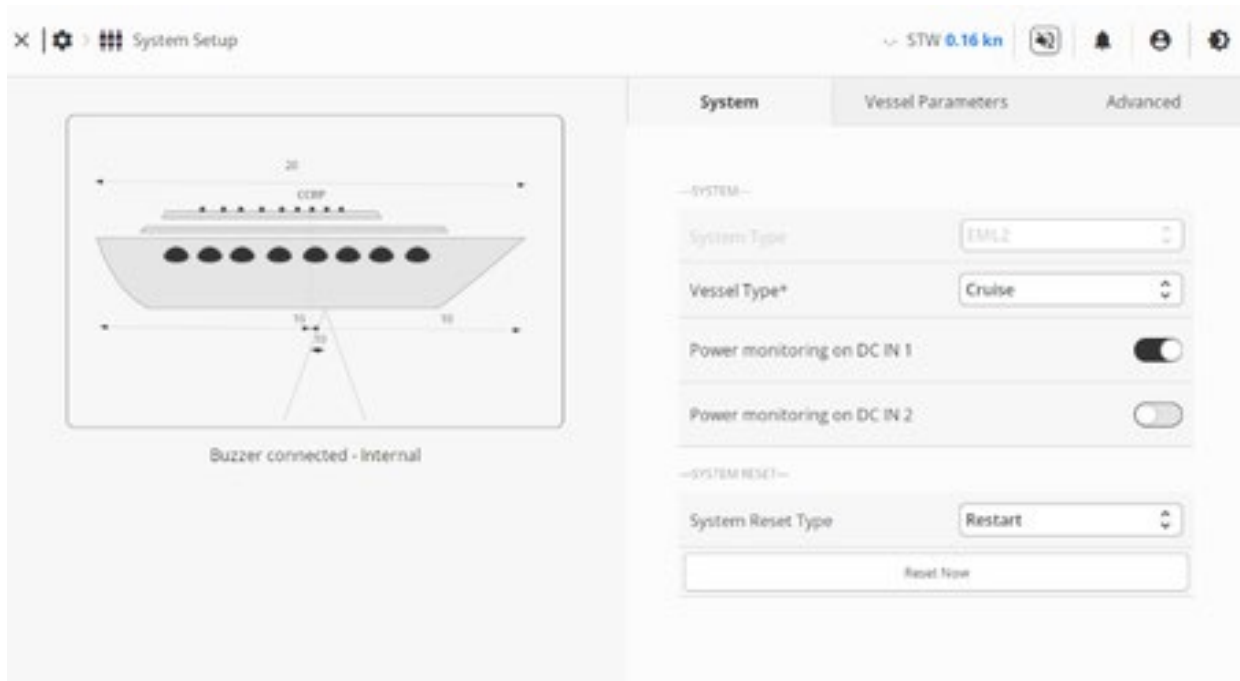 System Setup
STW 0.16 kn
System
Vessel Parameters
Advanced
20
CCRP
10
10
Buzzer connected - Internal
—SYSTEM—
System Type
EML2
Vessel Type*
Cruise
Power monitoring on DC IN 1
Power monitoring on DC IN 2
—SYSTEM RESET—
System Reset Type
Restart
Reset Now